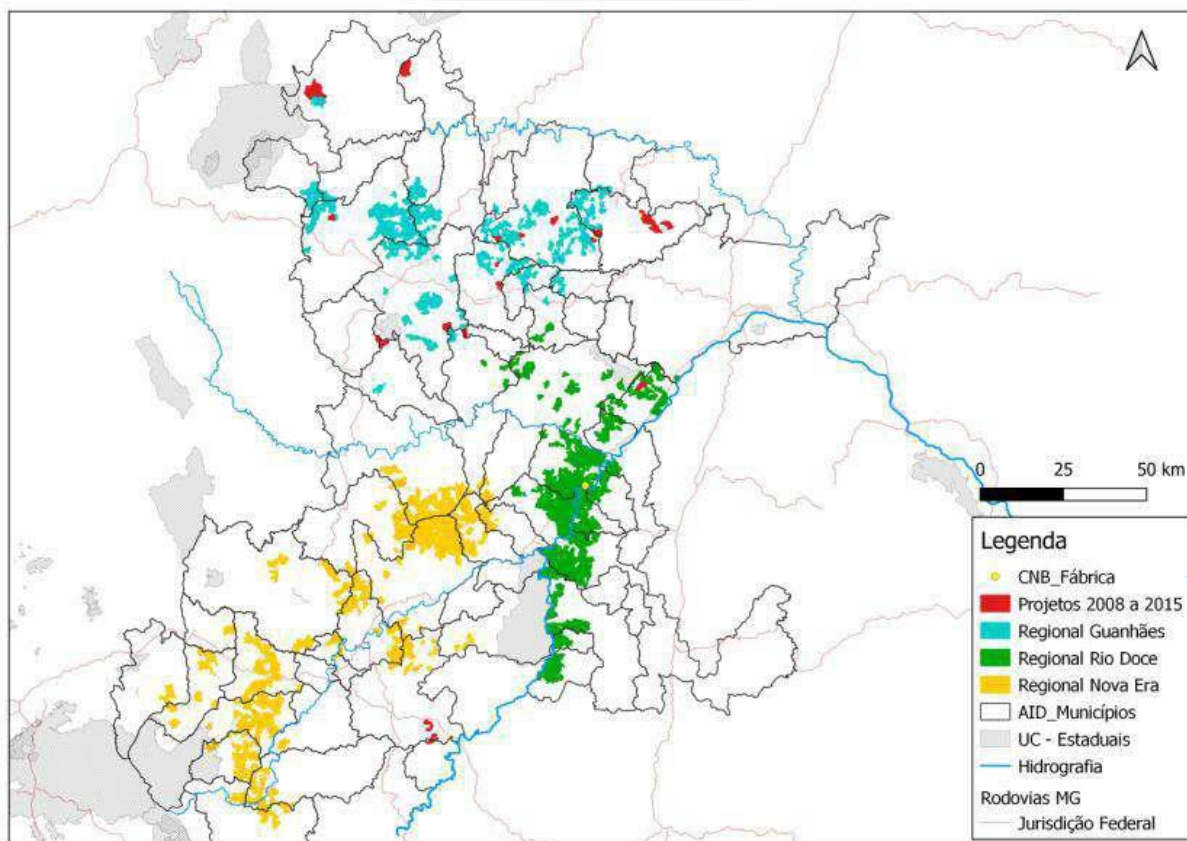 0 25 50 km
Legenda
CNB_Fábrica
Projetos 2008 a 2015
Regional Guanhães
Regional Rio Doce
Regional Nova Era
AID_Municípios
UC - Estaduais
Hidrografia
Rodovias MG
Jurisdição Federal